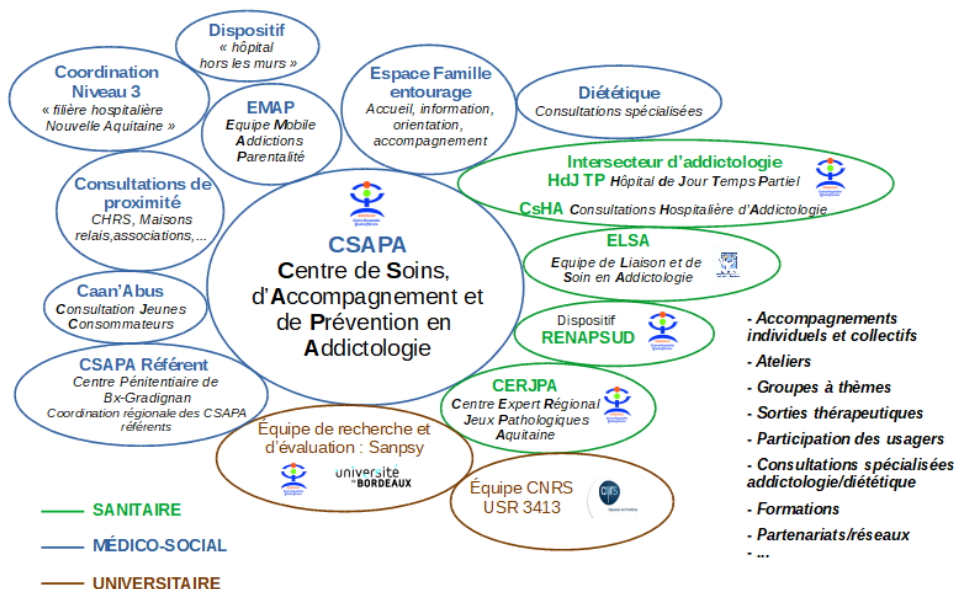 Dispositif
« hôpital
hors les murs »
Coordination
Niveau 3
« filière hospitalière
Nouvelle Aquitaine »
EMAP
Equipe Mobile
Addictions
Parentalité
Espace Famille
entourage
Accueil, information,
orientation,
accompagnement
Diététique
Consultations spécialisées
Intersecteur d'addictologie
HdJ TP Hôpital de Jour Temps Partiel
CsHA Consultations Hospitalière d'Addictologie
Consultations de
proximité
CHRS, Maisons
relais,associations,...
CSAPA
Centre de Soins,
d'Accompagnement et
de Prévention en
Addictologie
ELSA
Equipe de Liaison et de
Soin en Addictologie
Caan'Abus
Consultation Jeunes
Consommateurs
Dispositif
RENAPSUD
CSAPA Référent
Centre Pénitentiaire de
Bx-Gradignan
Coordination régionale des CSAPA
référents
CERJPA
Centre Expert Régional
Jeux Pathologiques
Aquitaine
Équipe de recherche et
d'évaluation : Sanpsy
université
de BORDEAUX
Équipe CNRS
USR 3413
cnrs
- Accompagnements
individuels et collectifs
- Ateliers
- Groupes à thèmes
- Sorties thérapeutiques
- Participation des usagers
- Consultations spécialisées
addictologie/diététique
- Formations
- Partenariats/réseaux
- ...
SANITAIRE
MÉDICO-SOCIAL
UNIVERSITAIRE